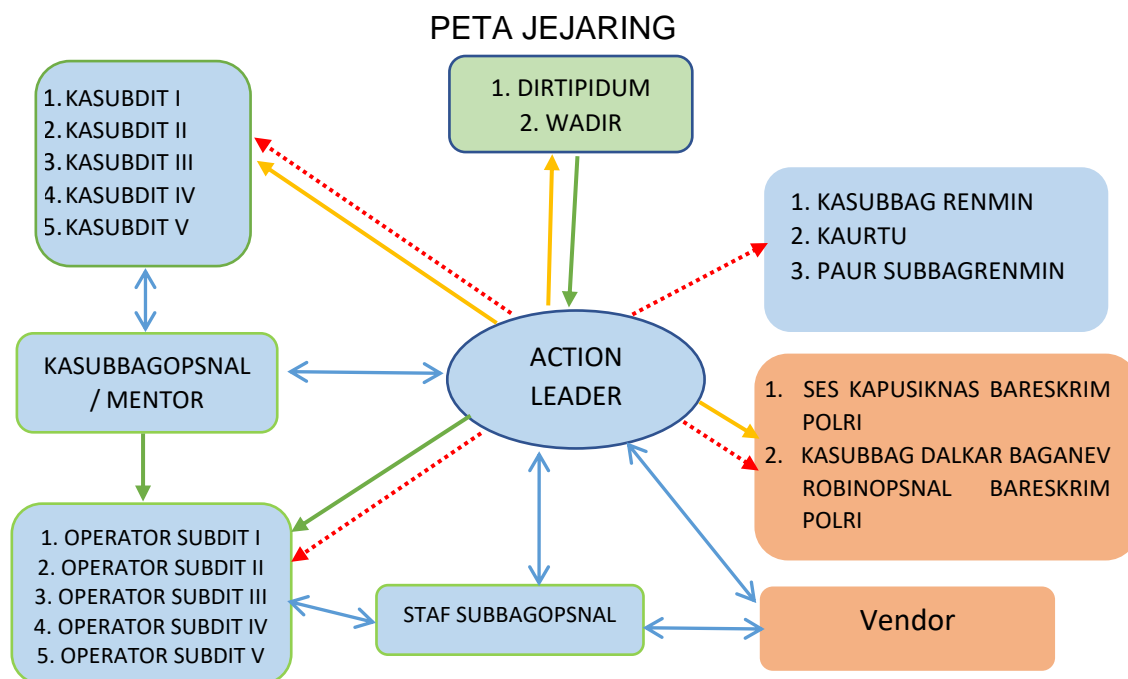 PETA JEJARING
1. KASUBDIT I
2. KASUBDIT II
3. KASUBDIT III
4. KASUBDIT IV
5. KASUBDIT V
1. DIRTIPIDUM
2. WADIR
1. KASUBBAG RENMIN
2. KAURTU
3. PAUR SUBBAGRENMIN
KASUBBAGOPSNAL
/ MENTOR
ACTION
LEADER
1. SES KAPUSIKNAS BARESKRIM
POLRI
2. KASUBBAG DALKAR BAGANEV
ROBINOPSNAL BARESKRIM
POLRI
1. OPERATOR SUBDIT I
2. OPERATOR SUBDIT II
3. OPERATOR SUBDIT III
4. OPERATOR SUBDIT IV
5. OPERATOR SUBDIT V
STAF SUBBAGOPSNAL
Vendor